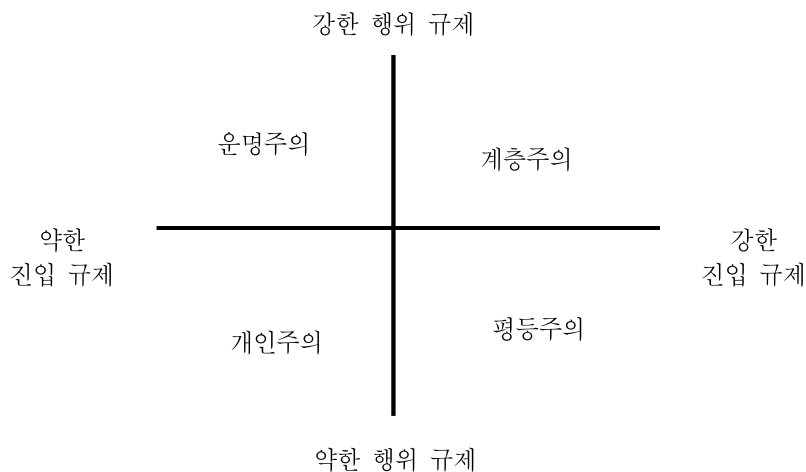 강한 행위 규제
운명주의
계층주의
약한
진입 규제
강한
진입 규제
개인주의
평등주의
약한 행위 규제